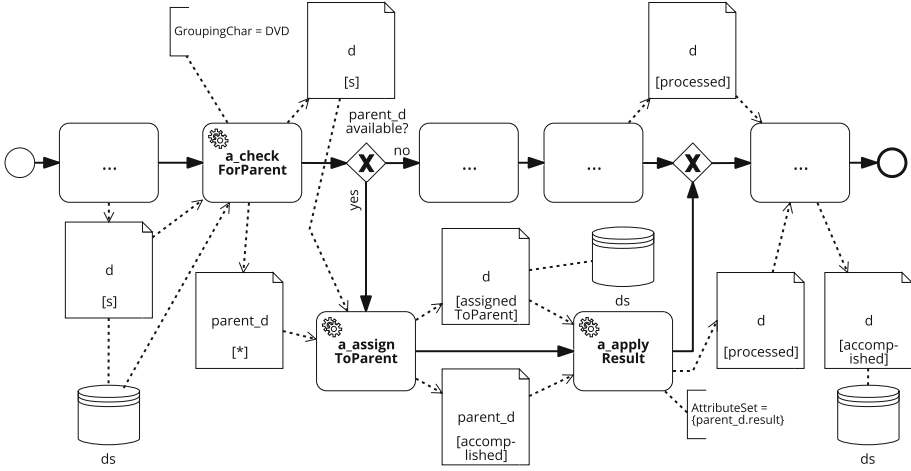 GroupingChar = DVD
d
[s]
d
[processed]
parent_d
available?
...
a_check
ForParent
X
no
...
...
X
...
yes
d
[s]
parent_d
[*]
d
[assigned
ToParent]
ds
d
[processed]
d
[accomp-
lished]
a_assign
ToParent
a_apply
Result
parent_d
[accomp-
lished]
AttributeSet =
{parent_d.result}
ds
ds